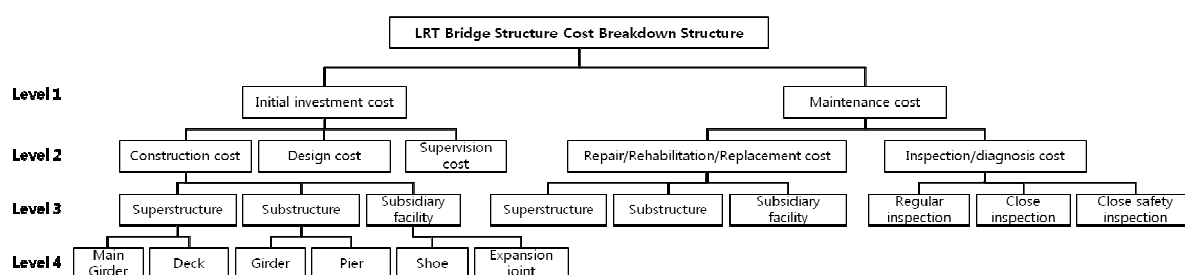 LRT Bridge Structure Cost Breakdown Structure
Level 1
Initial investment cost
Maintenance cost
Level 2
Construction cost
Design cost
Supervision
cost
Repair/Rehabilitation/Replacement cost
Inspection/diagnosis cost
Level 3
Superstructure
Substructure
Subsidiary
facility
Superstructure
Substructure
Subsidiary
facility
Regular
inspection
Close
inspection
Close safety
inspection
Level 4
Main
Girder
Deck
Girder
Pier
Shoe
Expansion
joint